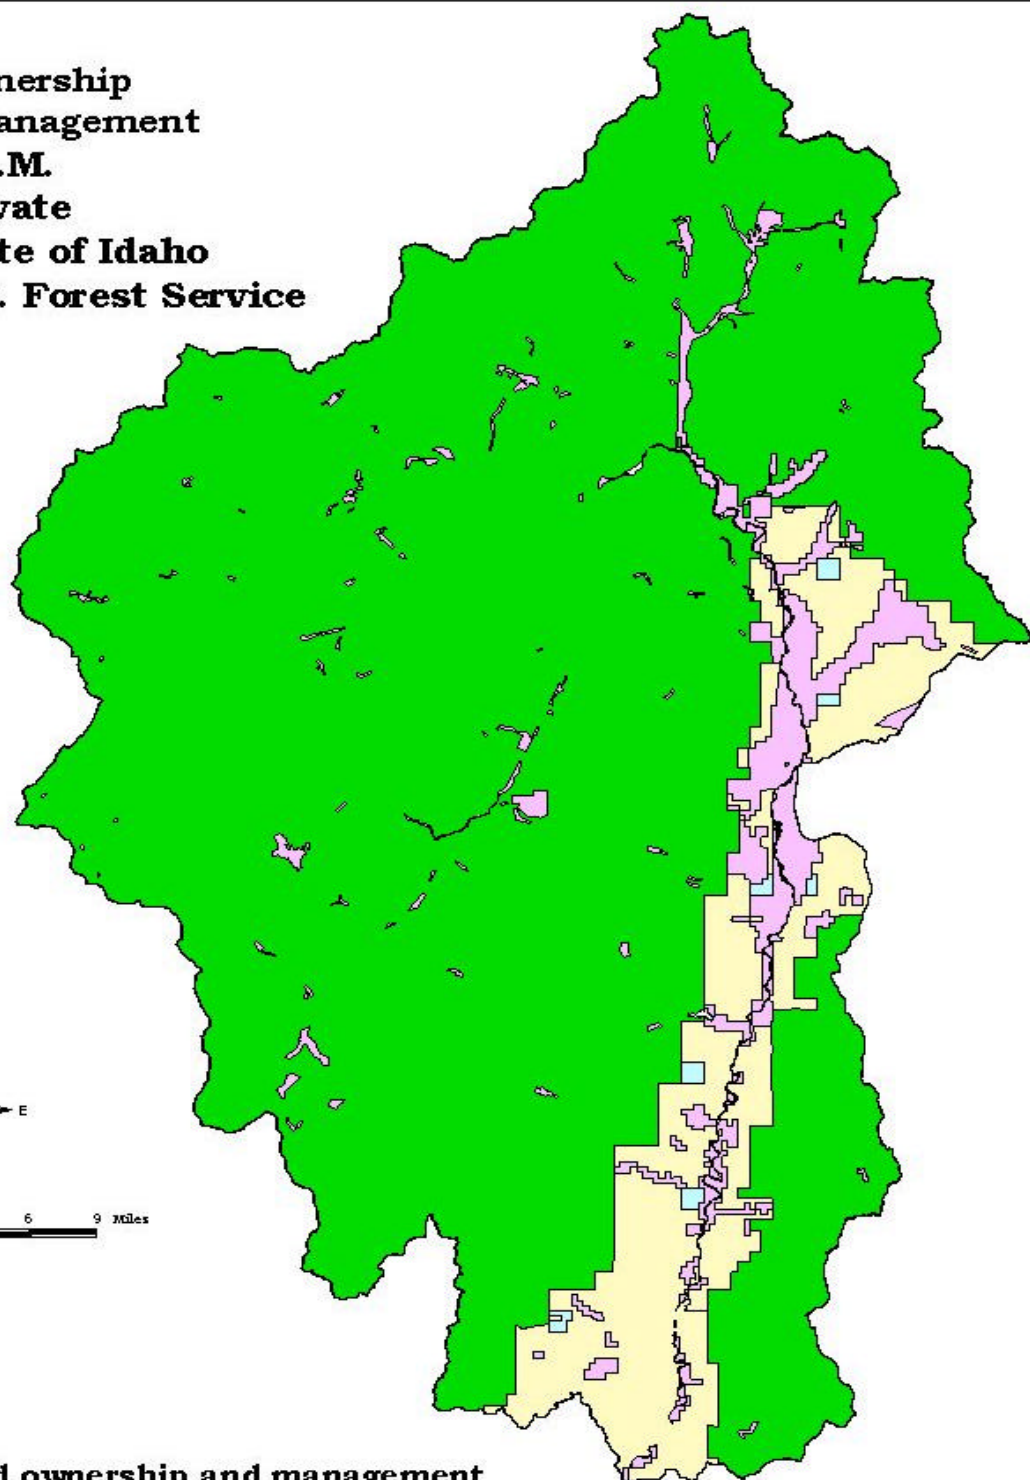 nership
anagement
.M.
vate
te of Idaho
. Forest Service
E
6 9 Miles
l ownership and management